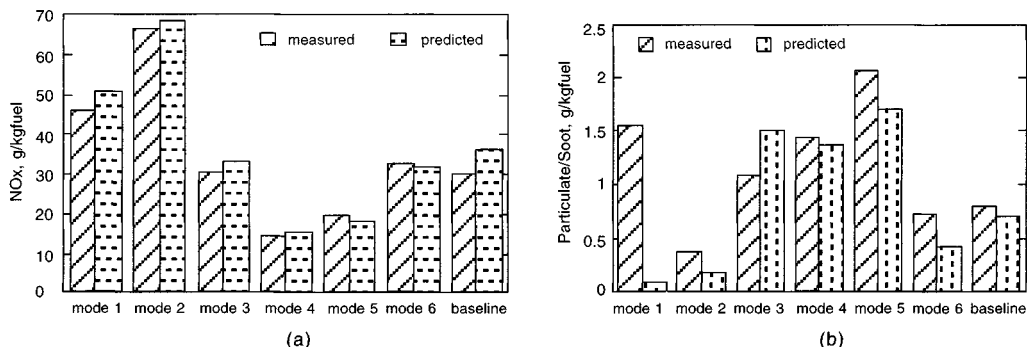 70
60
50
40
30
20
10
0
NOx, g/kgfuel
measured
predicted
mode 1 mode 2 mode 3 mode 4 mode 5 mode 6 baseline
(a)
2.5
2
1.5
1
0.5
0
Particulate/Soot, g/kgfuel
measured
predicted
mode 1 mode 2 mode 3 mode 4 mode 5 mode 6 baseline
(b)